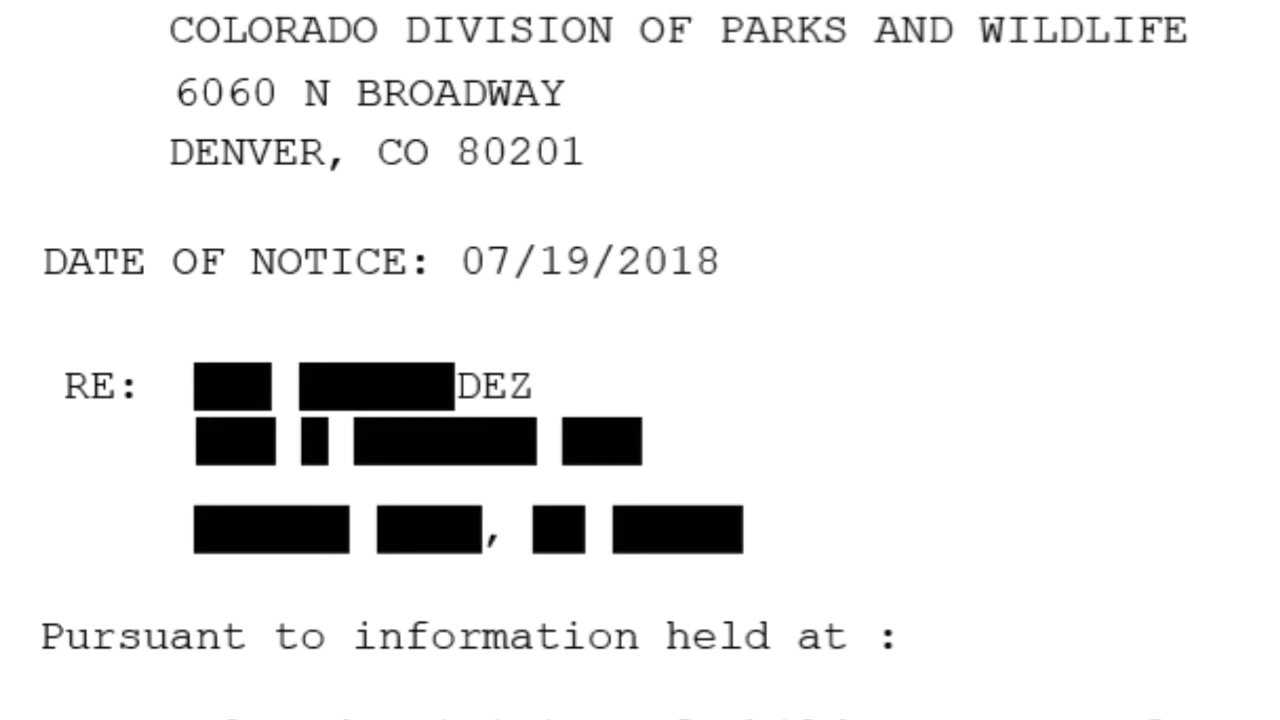 COLORADO DIVISION OF PARKS AND WILDLIFE
6060 N BROADWAY
DENVER, CO 80201
DATE OF NOTICE: 07/19/2018
RE: DEZ
,
Pursuant to information held at :